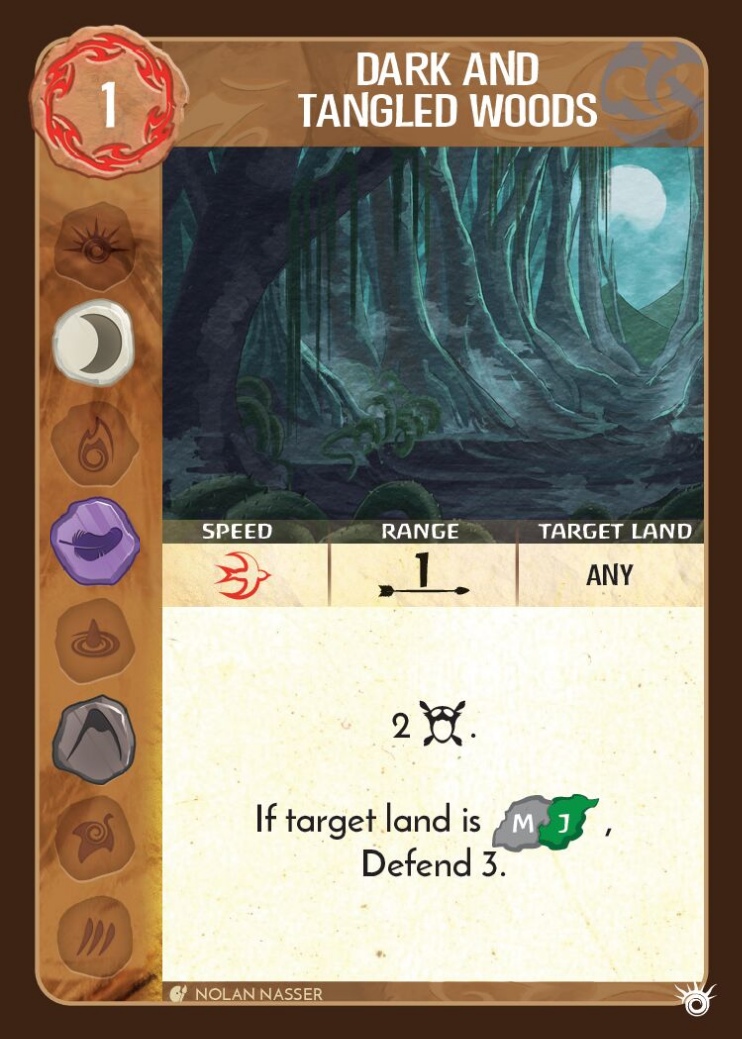 1
DARK AND
TANGLED WOODS
SPEED RANGE TARGET LAND
1 ANY
2 .
If target land is M J ,
Defend 3.
NOLAN NASSER